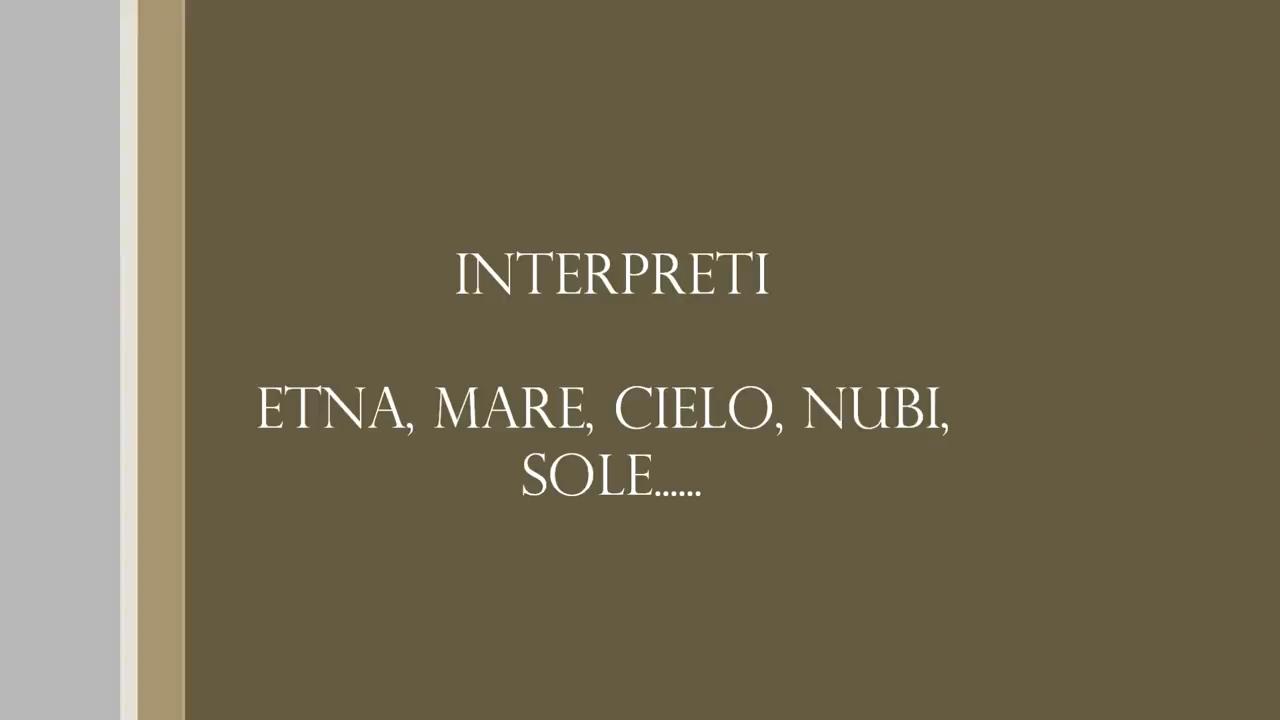 INTERPRETI
ETNA, MARE, CIELO, NUBI,
SOLE......